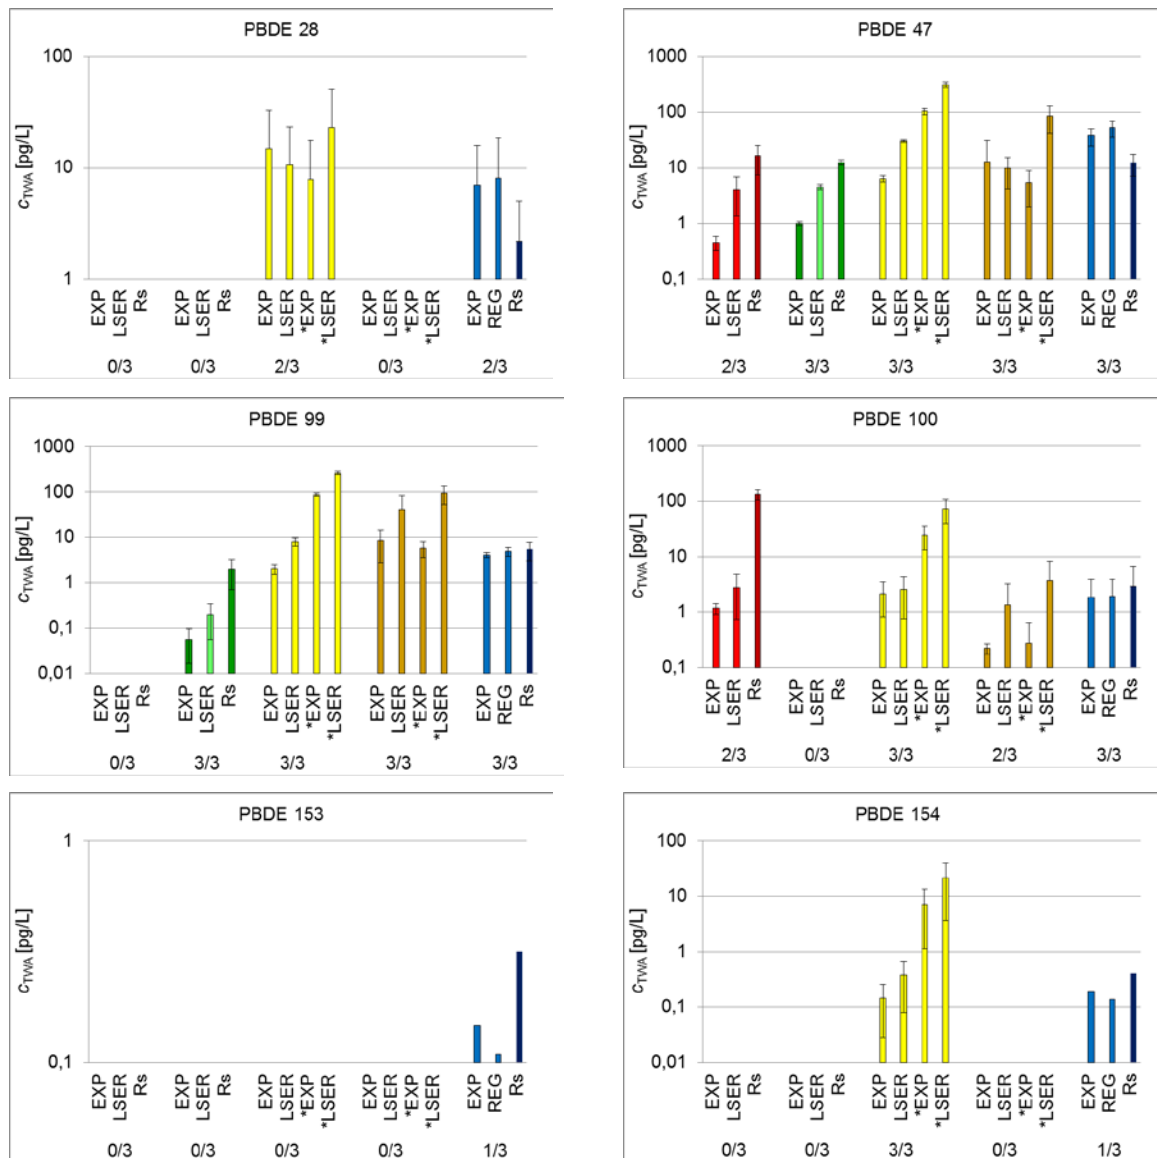 PBDE 28
100
10
1
cTWA [pg/L]
EXP LSER Rs EXP LSER Rs EXP LSER *EXP *LSER EXP LSER *EXP *LSER EXP REG Rs
0/3 0/3 2/3 0/3 2/3
PBDE 47
1000
100
10
1
0,1
cTWA [pg/L]
EXP LSER Rs EXP LSER Rs EXP LSER *EXP *LSER EXP LSER *EXP *LSER EXP REG Rs
2/3 3/3 3/3 3/3 3/3
PBDE 99
1000
100
10
1
0,1
0,01
cTWA [pg/L]
EXP LSER Rs EXP LSER Rs EXP LSER *EXP *LSER EXP LSER *EXP *LSER EXP REG Rs
0/3 3/3 3/3 3/3 3/3
PBDE 100
1000
100
10
1
0,1
cTWA [pg/L]
EXP LSER Rs EXP LSER Rs EXP LSER *EXP *LSER EXP LSER *EXP *LSER EXP REG Rs
2/3 0/3 3/3 2/3 3/3
PBDE 153
1
0,1
cTWA [pg/L]
EXP LSER Rs EXP LSER Rs EXP LSER *EXP *LSER EXP LSER *EXP *LSER EXP REG Rs
0/3 0/3 0/3 0/3 1/3
PBDE 154
100
10
1
0,1
0,01
cTWA [pg/L]
EXP LSER Rs EXP LSER Rs EXP LSER *EXP *LSER EXP LSER *EXP *LSER EXP REG Rs
0/3 0/3 3/3 0/3 1/3